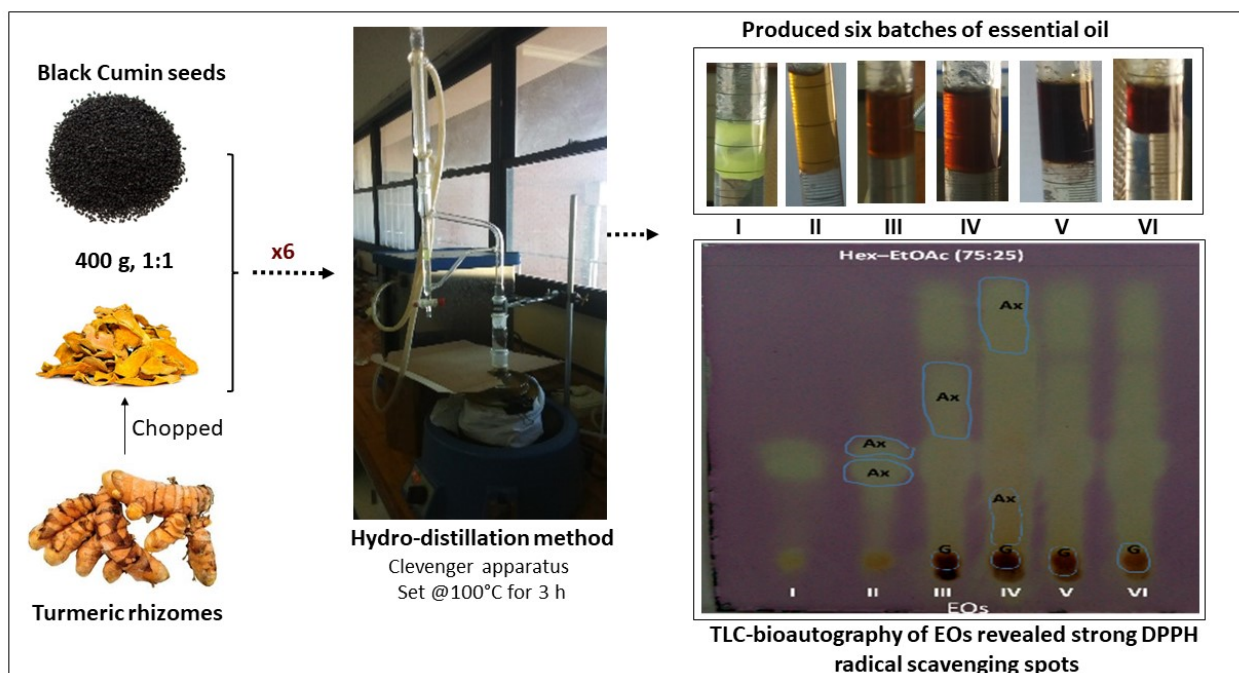 Black Cumin seeds
400 g, 1:1
Chopped
Turmeric rhizomes
x6
Hydro-distillation method
Clevenger apparatus
Set @100°C for 3 h
Produced six batches of essential oil
I II III IV V VI
Hex–EtOAc (75:25)
Ax
Ax
Ax
Ax
Ax
G G G G
I II III IV V VI
EOs
TLC-bioautography of EOs revealed strong DPPH
radical scavenging spots